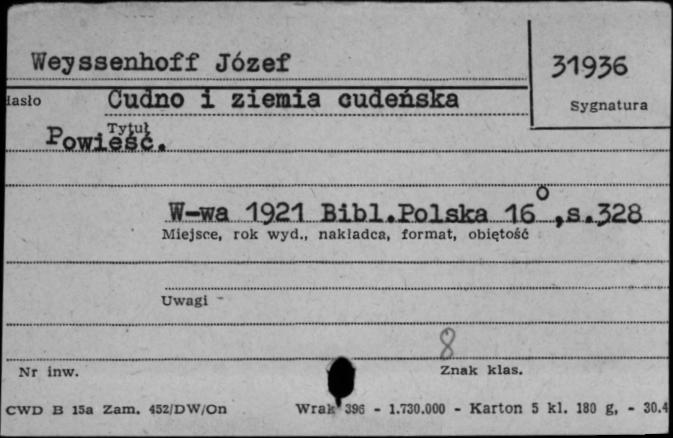 Weyssenhoff Józef
31936
Hasło Cudno i ziemia cudeńska
Sygnatura
Tytuł
Powieść.
W-wa 1921 Bibl.Polska 16°,s.328
Miejsce, rok wyd., nakładca, format, objętość
Uwagi
8
Nr inw. Znak klas.
CWD B 15a Zam. 452/DW/On Wrak 396 - 1.730.000 - Karton 5 kl. 180 g, - 30.4